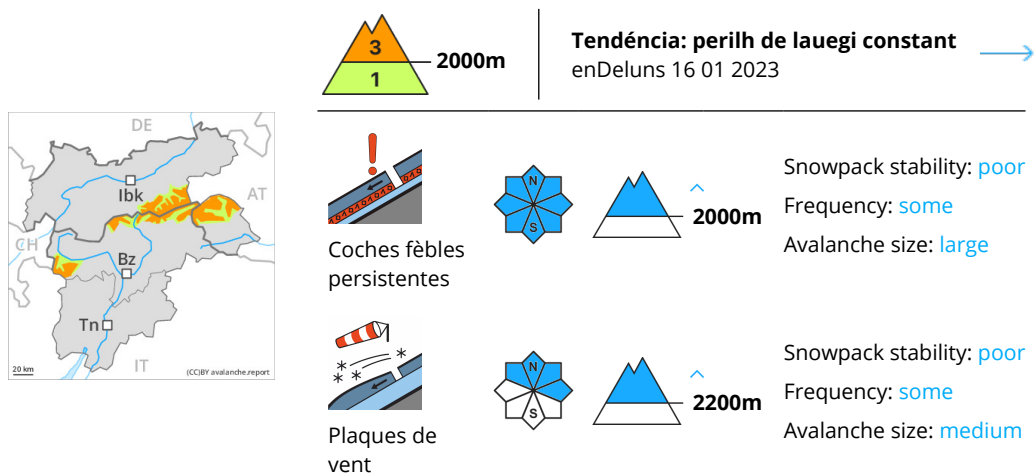 3
1
2000m
Tendéncia: perilh de lauegi constant
enDeluns 16 01 2023
DE
AT
Ibk
CH
Bz
Tn
IT
20 km
(CC)BY avalanche.report
N
S
2000m
Coches fèbles
persistentes
Snowpack stability: poor
Frequency: some
Avalanche size: large
N
S
2200m
Plaques de
vent
Snowpack stability: poor
Frequency: some
Avalanche size: medium